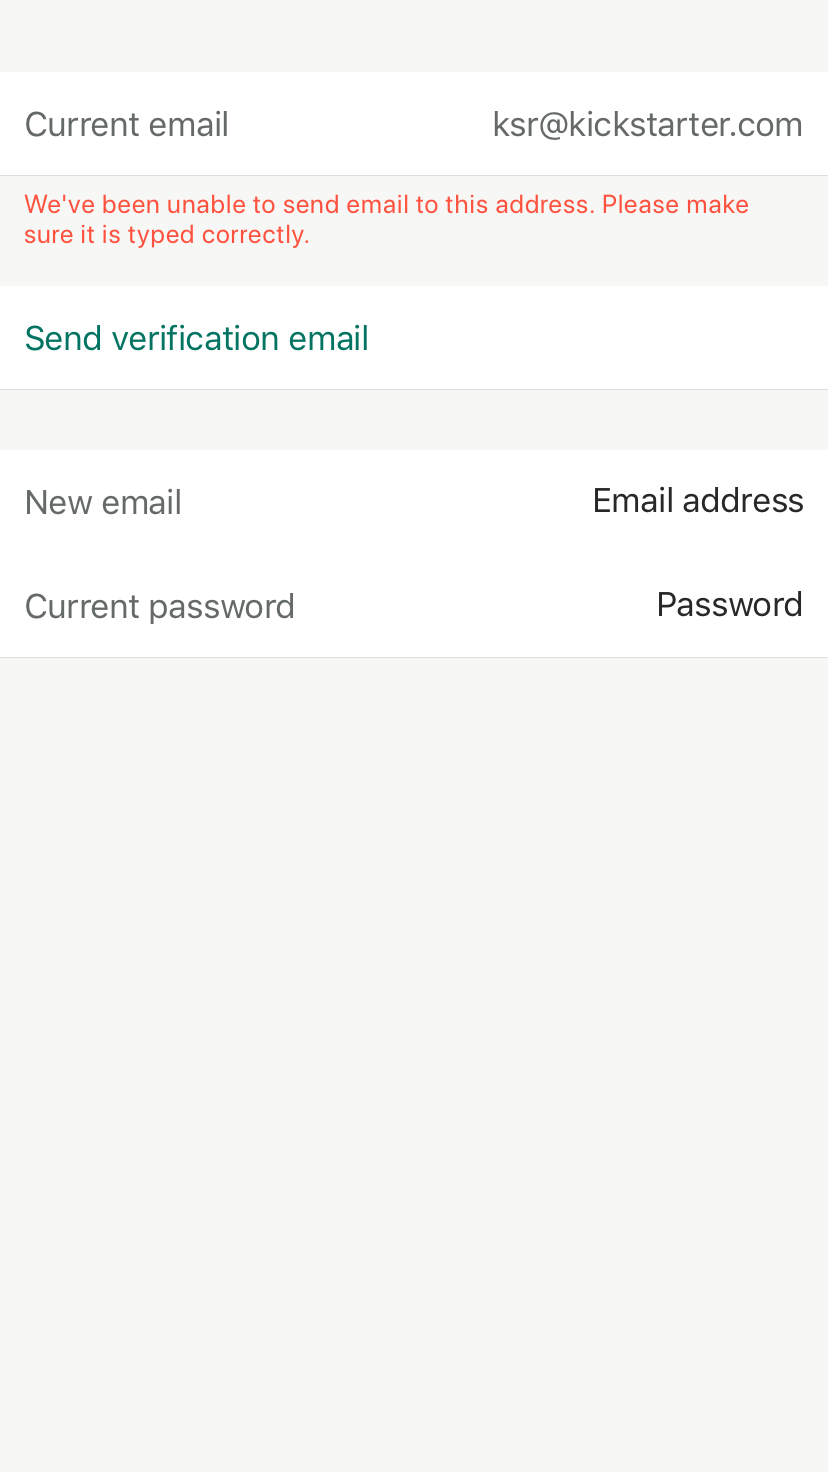 Current email ksr@kickstarter.com
We've been unable to send email to this address. Please make
sure it is typed correctly.
Send verification email
New email Email address
Current password Password